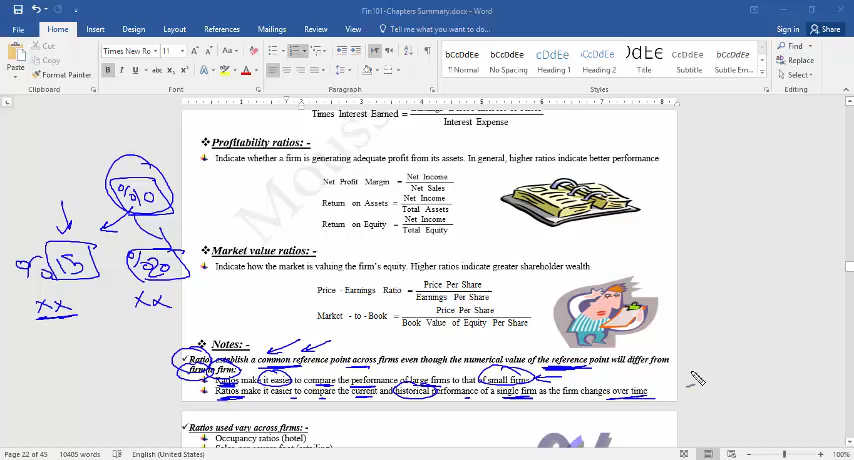 Fin101-Chapters Summary.docx - Word
Sign in
Share
File Home Insert Design Layout References Mailings Review View Tell me what you want to do...
Cut
Copy
Format Painter
Paste
Times New Ro 11
Find
Replace
Select
¶ Normal
No Spacing
Heading 1
Heading 2
Title
Subtitle
Subtle Em...
Clipboard
Font
Paragraph
Styles
Editing
Times Interest Earned =
Interest Expense
Profitability ratios: -
Indicate whether a firm is generating adequate profit from its assets. In general, higher ratios indicate better performance
Net Profit Margin = Net Income
Net Sales
Return on Assets = Net Income
Total Assets
Return on Equity = Net Income
Total Equity
%10
%15
%20
XX
XX
Market value ratios: -
Indicate how the market is valuing the firm's equity. Higher ratios indicate greater shareholder wealth
Price - Earnings Ratio = Price Per Share
Earnings Per Share
Market - to - Book = Price Per Share
Book Value of Equity Per Share
Notes: -
Ratios establish a common reference point across firms even though the numerical value of the reference point will differ from
firm to firm:
Ratios make it easier to compare the performance of large firms to that of small firms
Ratios make it easier to compare the current and historical performance of a single firm as the firm changes over time
Ratios used vary across firms
Occupancy ratios (hotel)
Sales per square foot (retailing)
Page 22 of 45 10405 words English (United States)
100%